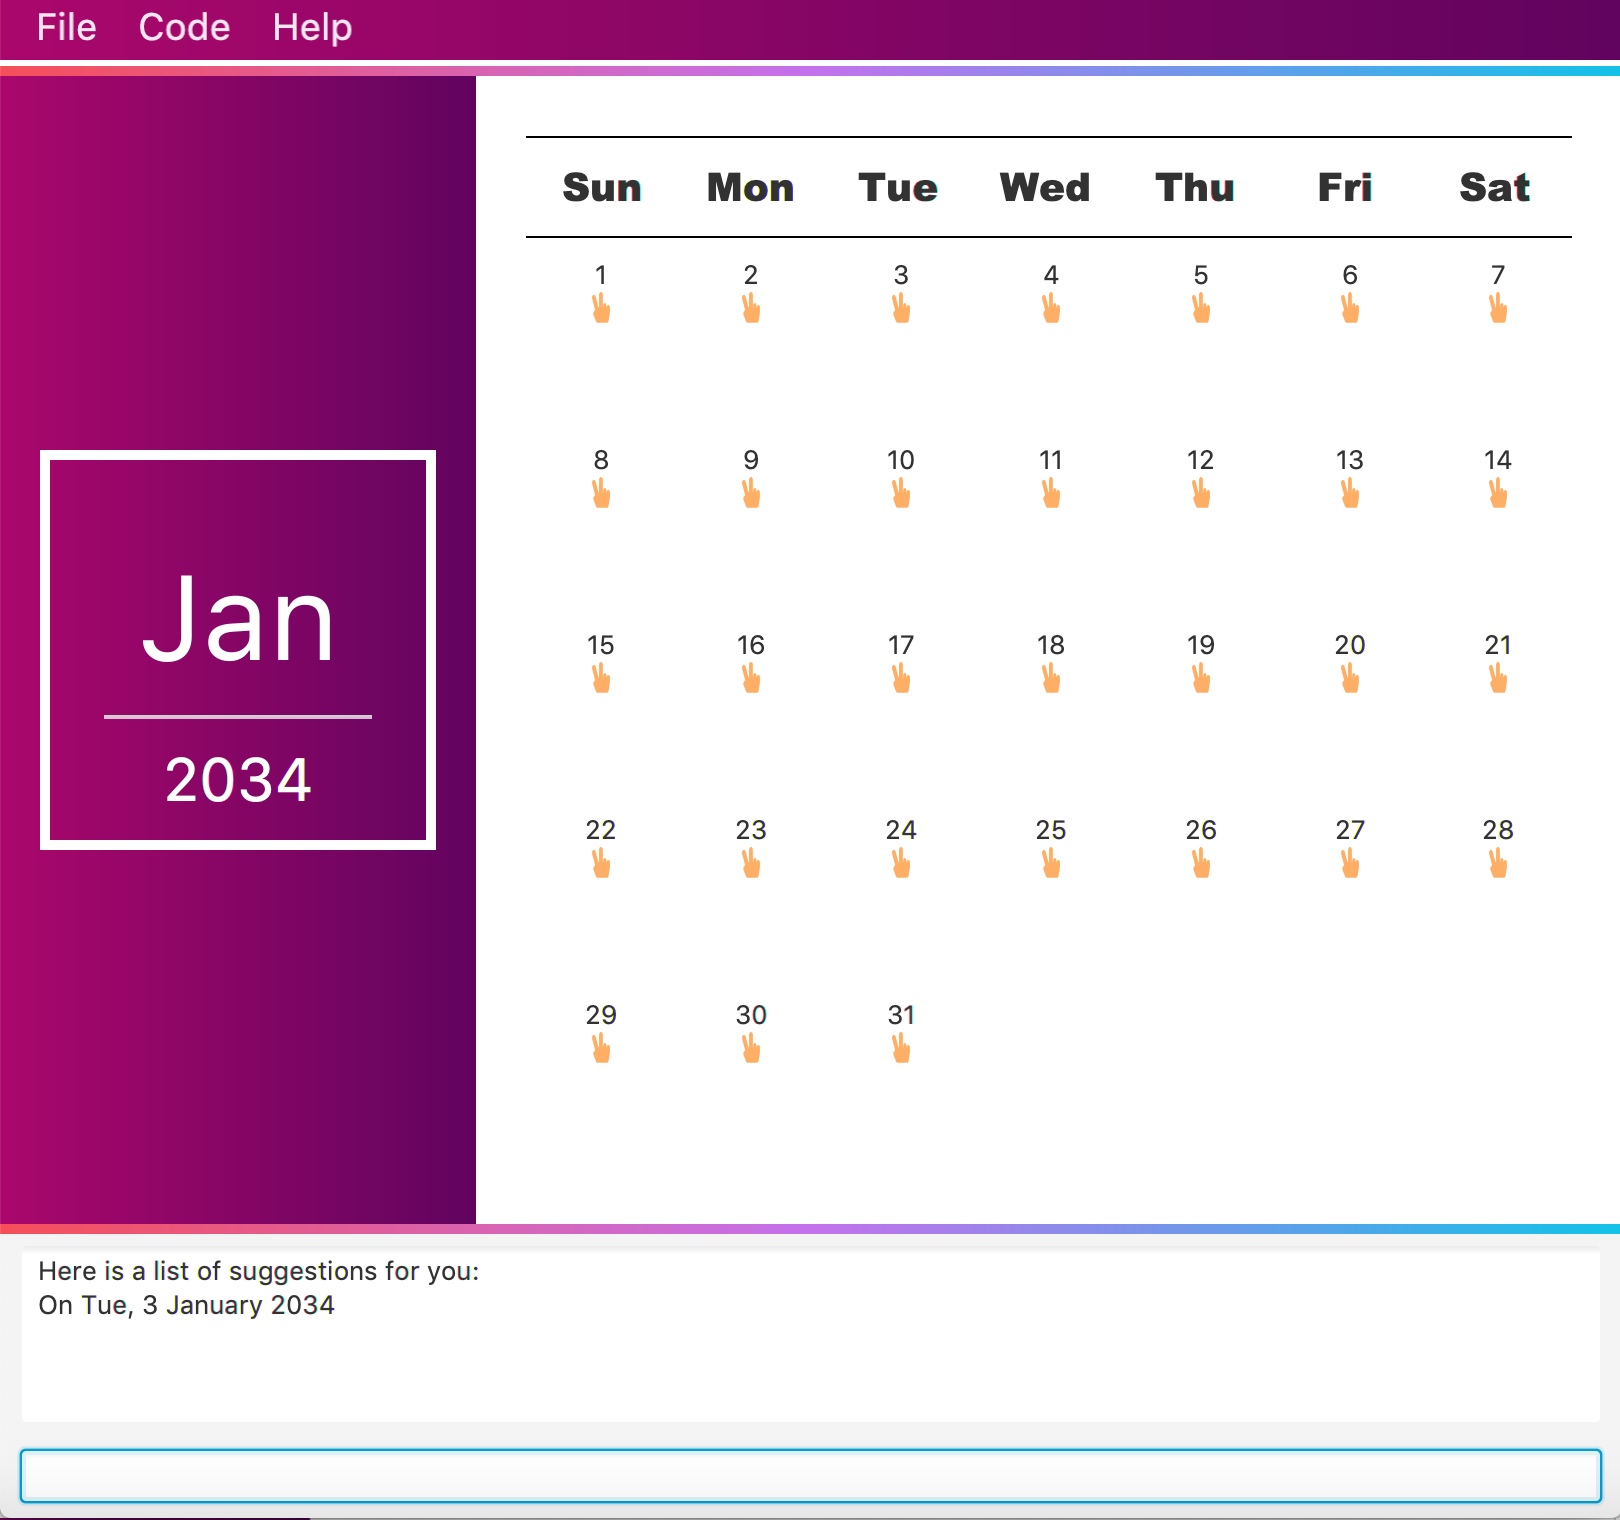 File Code Help
Jan
2034
Sun Mon Tue Wed Thu Fri Sat
1 2 3 4 5 6 7
8 9 10 11 12 13 14
15 16 17 18 19 20 21
22 23 24 25 26 27 28
29 30 31
Here is a list of suggestions for you:
On Tue, 3 January 2034